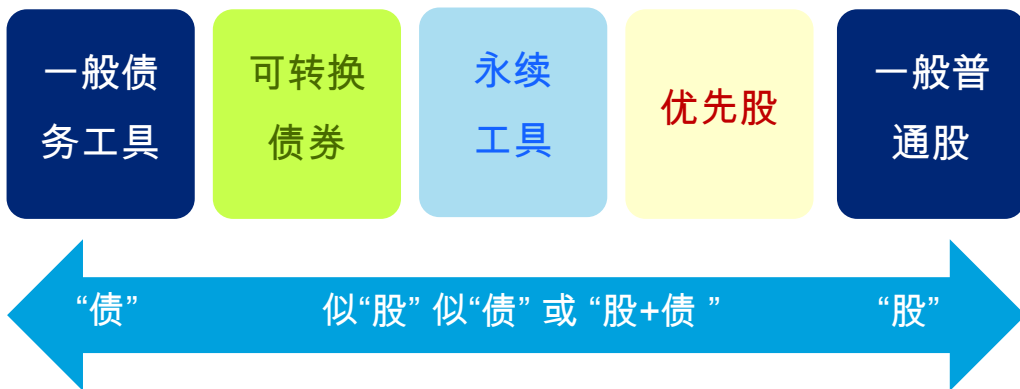 一般债
务工具
可转换
债券
永续
工具
优先股
一般普
通股
“债”
似“股” 似“债” 或 “股+债 ”
“股”